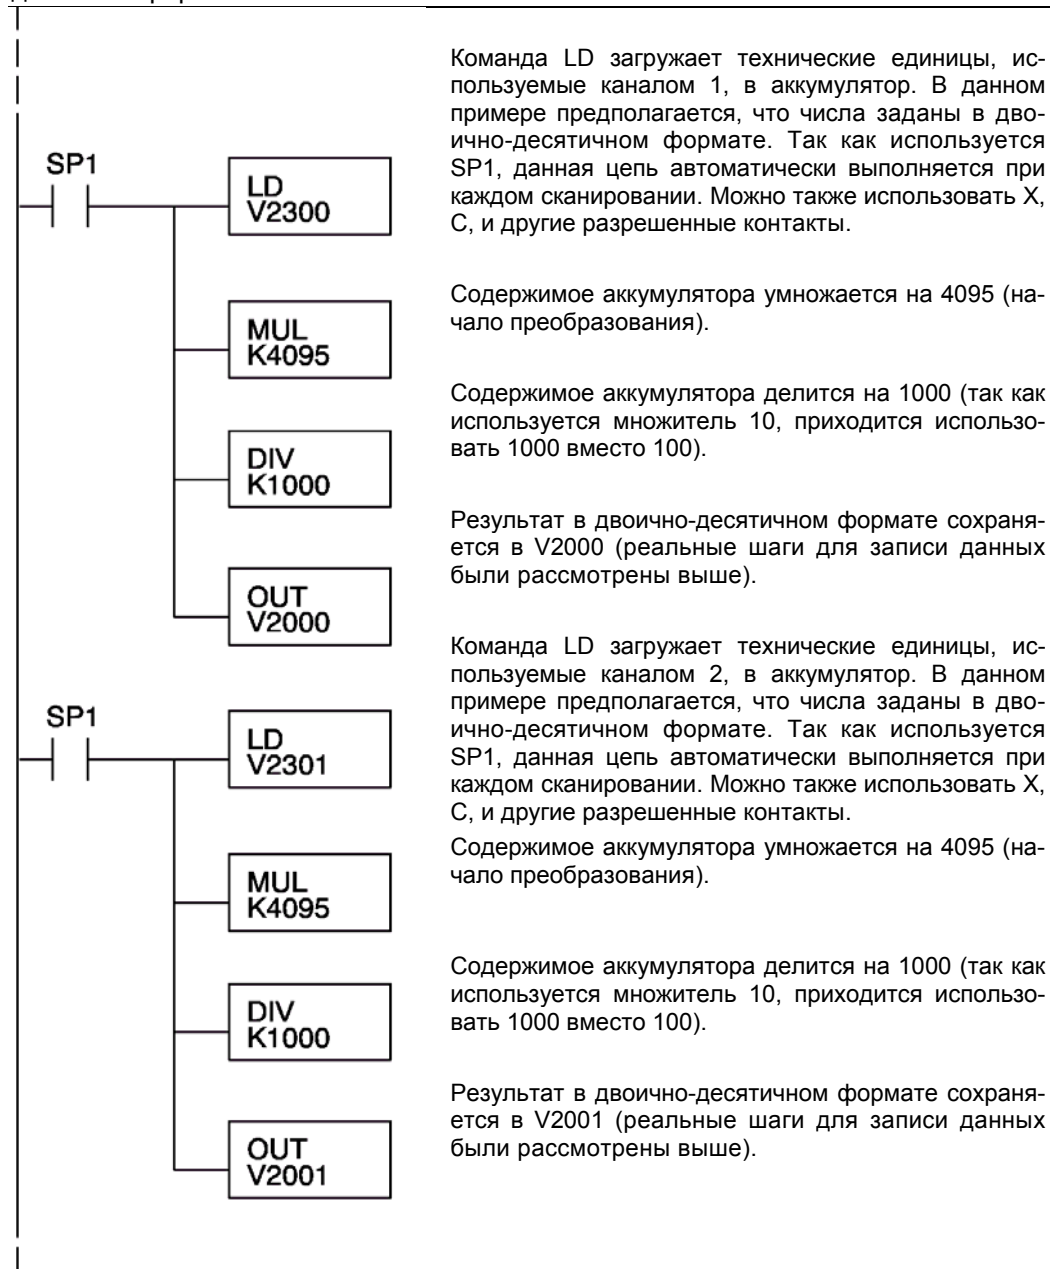 Команда LD загружает технические единицы, ис-
пользуемые каналом 1, в аккумулятор. В данном
примере предполагается, что числа заданы в дво-
ично-десятичном формате. Так как используется
SP1, данная цепь автоматически выполняется при
каждом сканировании. Можно также использовать X,
C, и другие разрешенные контакты.
SP1
LD
V2300
Содержимое аккумулятора умножается на 4095 (на-
чало преобразования).
MUL
K4095
Содержимое аккумулятора делится на 1000 (так как
используется множитель 10, приходится использо-
вать 1000 вместо 100).
DIV
K1000
Результат в двоично-десятичном формате сохраня-
ется в V2000 (реальные шаги для записи данных
были рассмотрены выше).
OUT
V2000
Команда LD загружает технические единицы, ис-
пользуемые каналом 2, в аккумулятор. В данном
примере предполагается, что числа заданы в дво-
ично-десятичном формате. Так как используется
SP1, данная цепь автоматически выполняется при
каждом сканировании. Можно также использовать X,
C, и другие разрешенные контакты.
SP1
LD
V2301
Содержимое аккумулятора умножается на 4095 (на-
чало преобразования).
MUL
K4095
Содержимое аккумулятора делится на 1000 (так как
используется множитель 10, приходится использо-
вать 1000 вместо 100).
DIV
K1000
Результат в двоично-десятичном формате сохраня-
ется в V2001 (реальные шаги для записи данных
были рассмотрены выше).
OUT
V2001